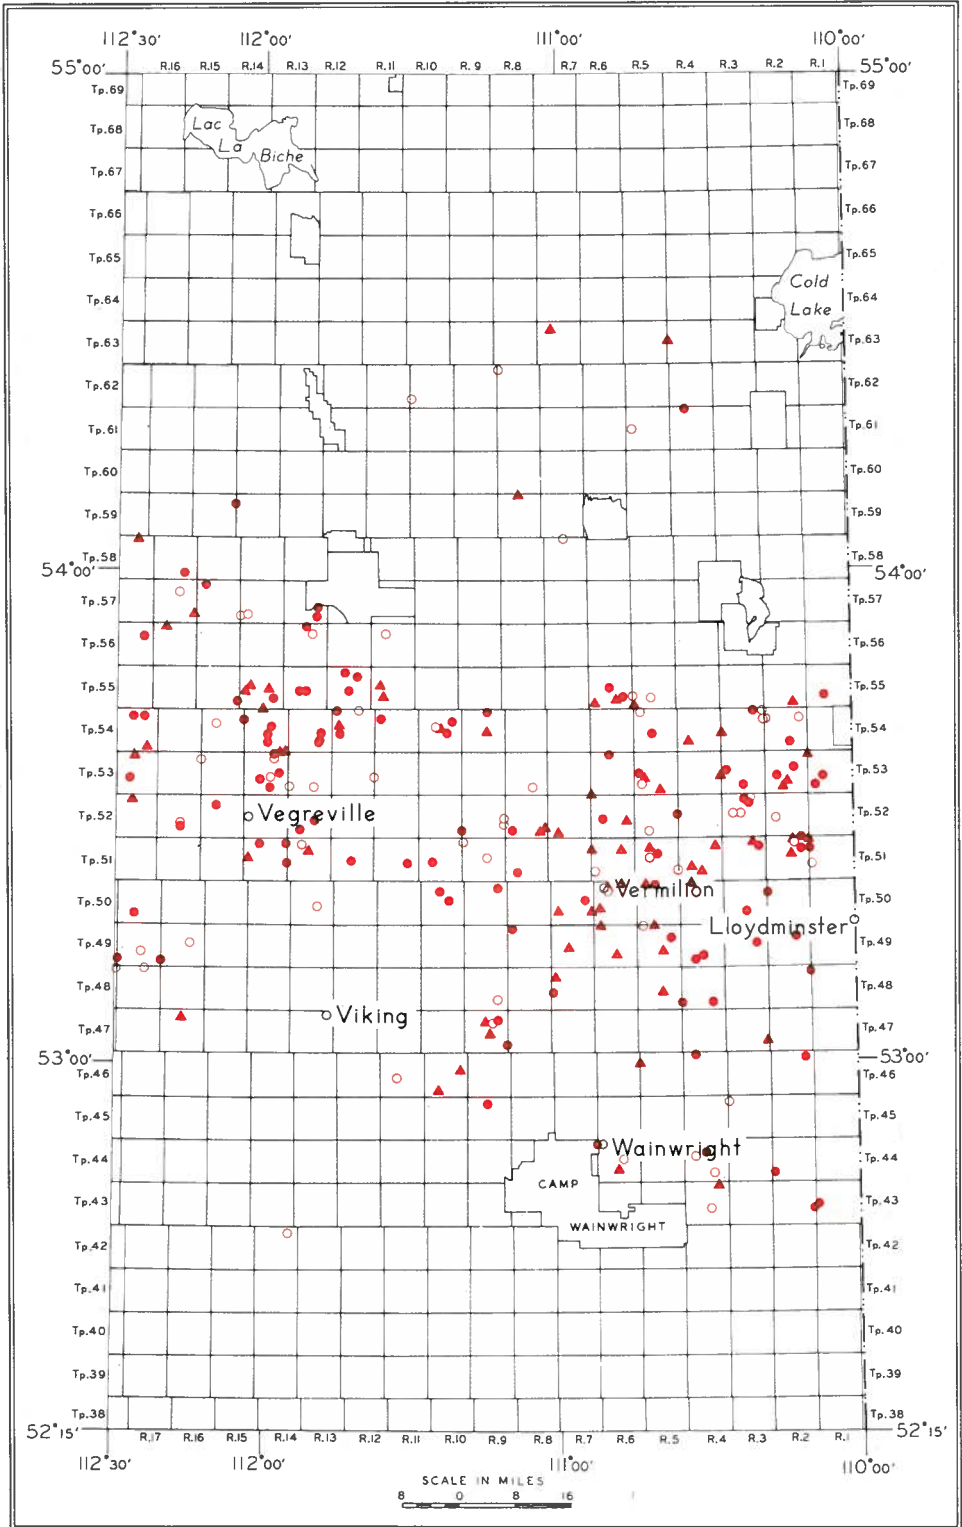 112°30' 112°00' 111°00' 110°00'
55°00' R.16 R.15 R.14 R.13 R.12 R.11 R.10 R.9 R.8 R.7 R.6 R.5 R.4 R.3 R.2 R.1 55°00'
Tp.69 Tp.69
Lac
Tp.68 Tp.68
La
Biche
Tp.67 Tp.67
Tp.66 Tp.66
Tp.65 Tp.65
Cold
Tp.64 Tp.64
Lake
Tp.63 Tp.63
Tp.62 Tp.62
Tp.61 Tp.61
Tp.60 Tp.60
Tp.59 Tp.59
Tp.58 Tp.58
54°00' 54°00'
Tp.57 Tp.57
Tp.56 Tp.56
Tp.55 Tp.55
Tp.54 Tp.54
Tp.53 Tp.53
Tp.52 Vegreville Tp.52
Tp.51 Tp.51
Vermilion
Tp.50 Tp.50
Lloydminster
Tp.49 Tp.49
Tp.48 Tp.48
Viking
Tp.47 Tp.47
53°00' 53°00'
Tp.46 Tp.46
Tp.45 Tp.45
Wainwright
Tp.44 Tp.44
CAMP
Tp.43 Tp.43
WAINWRIGHT
Tp.42 Tp.42
Tp.41 Tp.41
Tp.40 Tp.40
Tp.39 Tp.39
Tp.38 Tp.38
52°15' R.17 R.16 R.15 R.14 R.13 R.12 R.11 R.10 R.9 R.8 R.7 R.6 R.5 R.4 R.3 R.2 R.1 52°15'
112°30' 112°00' 111°00' 110°00'
SCALE IN MILES
8 0 8 16